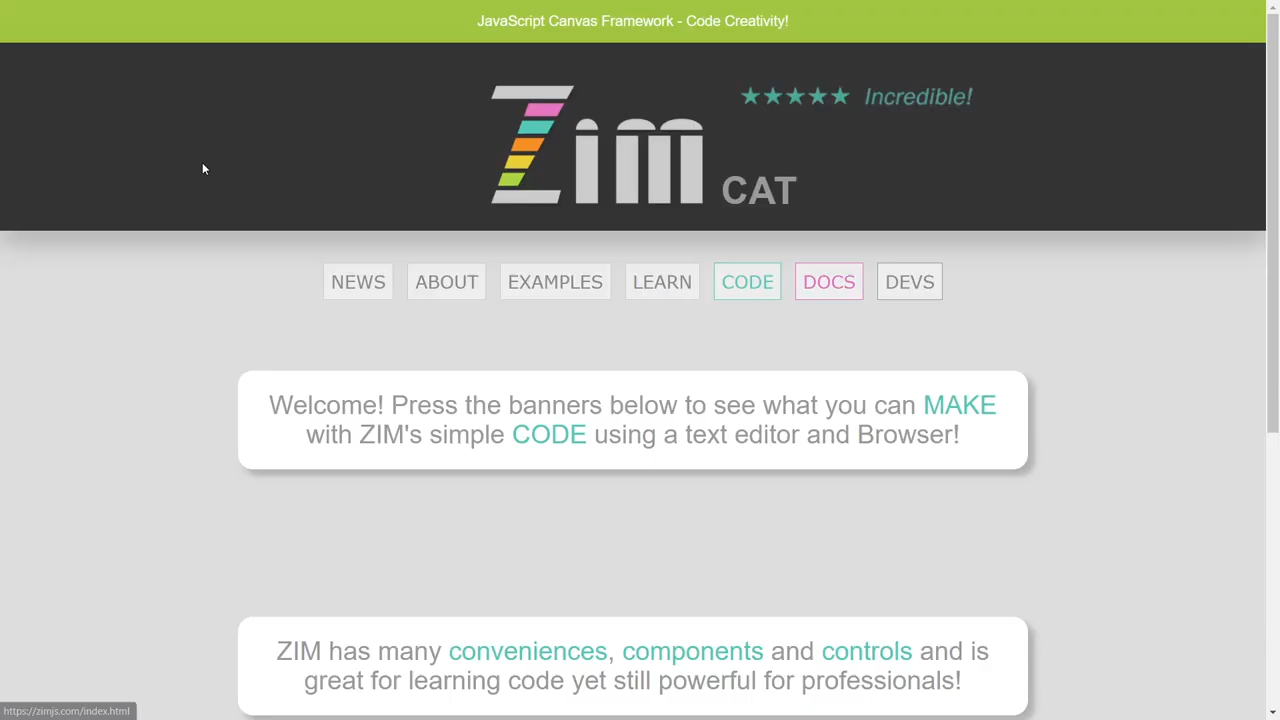 JavaScript Canvas Framework - Code Creativity!
★★★★★ Incredible!
Zim CAT
NEWS ABOUT EXAMPLES LEARN CODE DOCS DEVS
Welcome! Press the banners below to see what you can MAKE
with ZIM's simple CODE using a text editor and Browser!
ZIM has many conveniences, components and controls and is
great for learning code yet still powerful for professionals!
https://zimjs.com/index.html